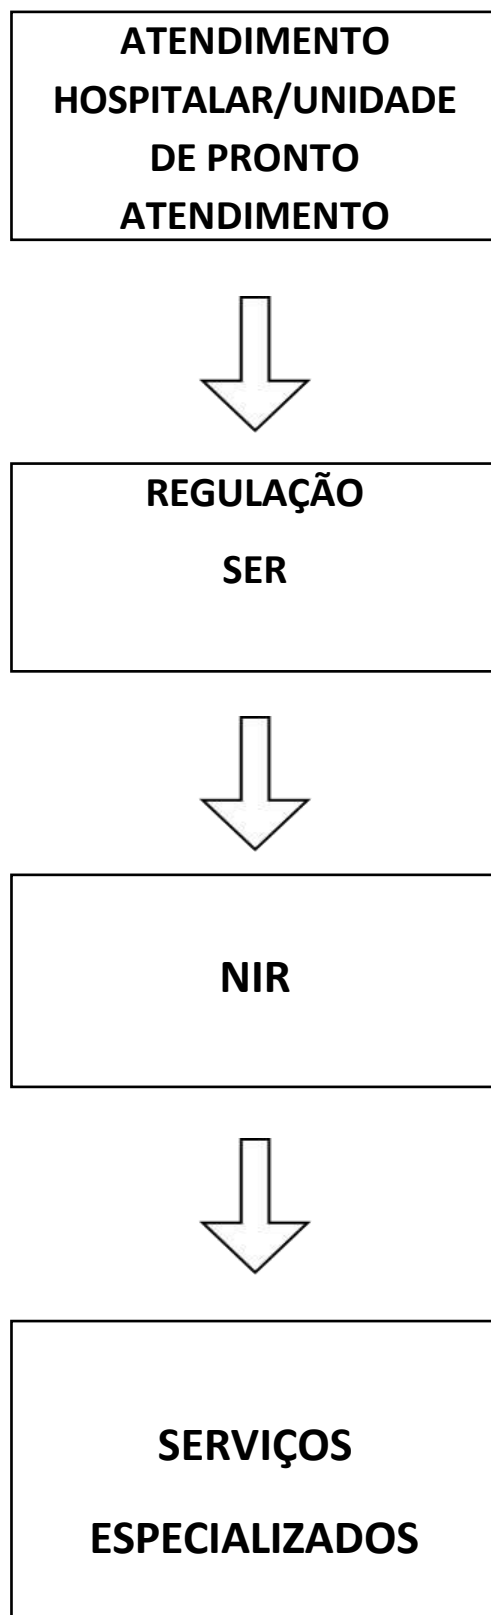 ATENDIMENTO
HOSPITALAR/UNIDADE
DE PRONTO
ATENDIMENTO
REGULAÇÃO
SER
NIR
SERVIÇOS
ESPECIALIZADOS